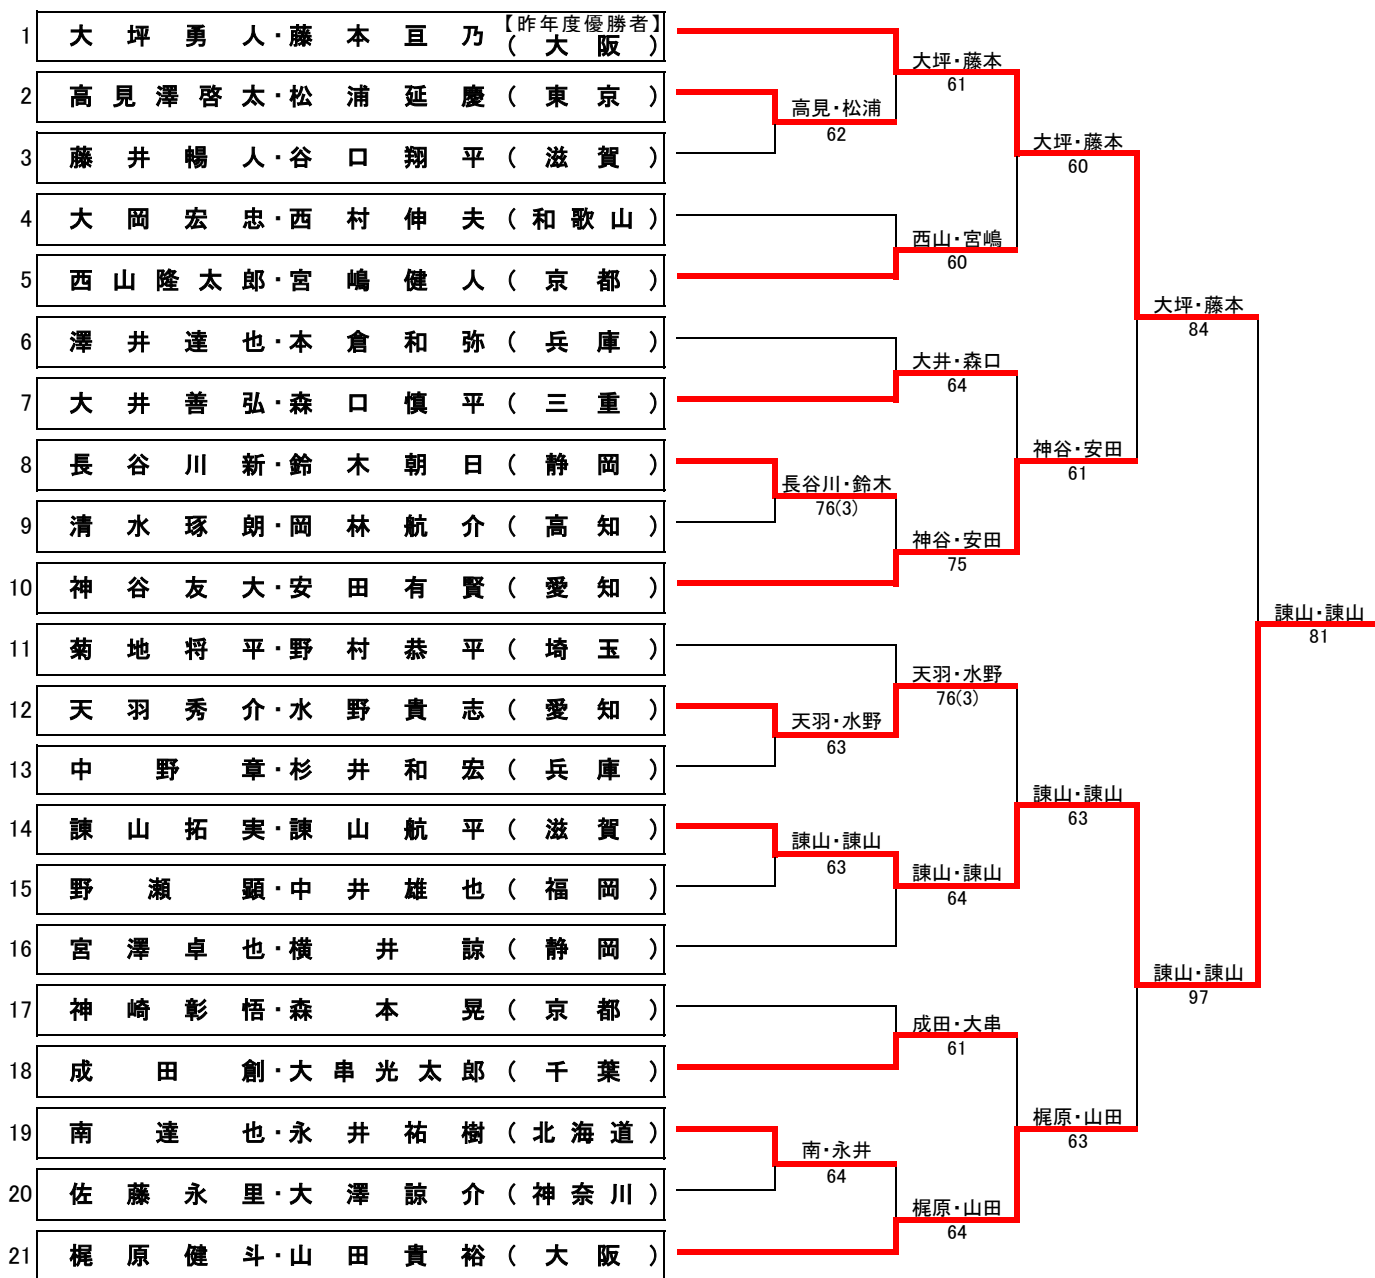 【昨年度優勝者】
1 大坪勇人・藤本亘乃 (大阪)
2 高見澤啓太・松浦延慶 (東京)
3 藤井暢人・谷口翔平 (滋賀)
4 大岡宏忠・西村伸夫 (和歌山)
5 西山隆太郎・宮嶋健人 (京都)
6 澤井達也・本倉和弥 (兵庫)
7 大井善弘・森口慎平 (三重)
8 長谷川新・鈴木朝日 (静岡)
9 清水琢朗・岡林航介 (高知)
10 神谷友大・安田有賢 (愛知)
11 菊地将平・野村恭平 (埼玉)
12 天羽秀介・水野貴志 (愛知)
13 中野章・杉井和宏 (兵庫)
14 諌山拓実・諌山航平 (滋賀)
15 野瀬顕・中井雄也 (福岡)
16 宮澤卓也・横井諒 (静岡)
17 神崎彰悟・森本晃 (京都)
18 成田創・大串光太郎 (千葉)
19 南達也・永井祐樹 (北海道)
20 佐藤永里・大澤諒介 (神奈川)
21 梶原健斗・山田貴裕 (大阪)
高見・松浦
62
長谷川・鈴木
76(3)
天羽・水野
63
諌山・諌山
63
南・永井
64
大坪・藤本
61
西山・宮嶋
60
大井・森口
64
神谷・安田
75
天羽・水野
76(3)
諌山・諌山
64
成田・大串
61
梶原・山田
64
大坪・藤本
60
神谷・安田
61
諌山・諌山
63
梶原・山田
63
大坪・藤本
84
諌山・諌山
97
諌山・諌山
81